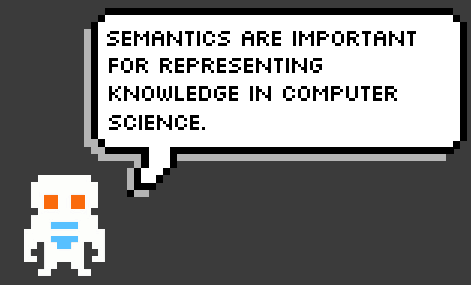 SEMANTICS ARE IMPORTANT
FOR REPRESENTING
KNOWLEDGE IN COMPUTER
SCIENCE.